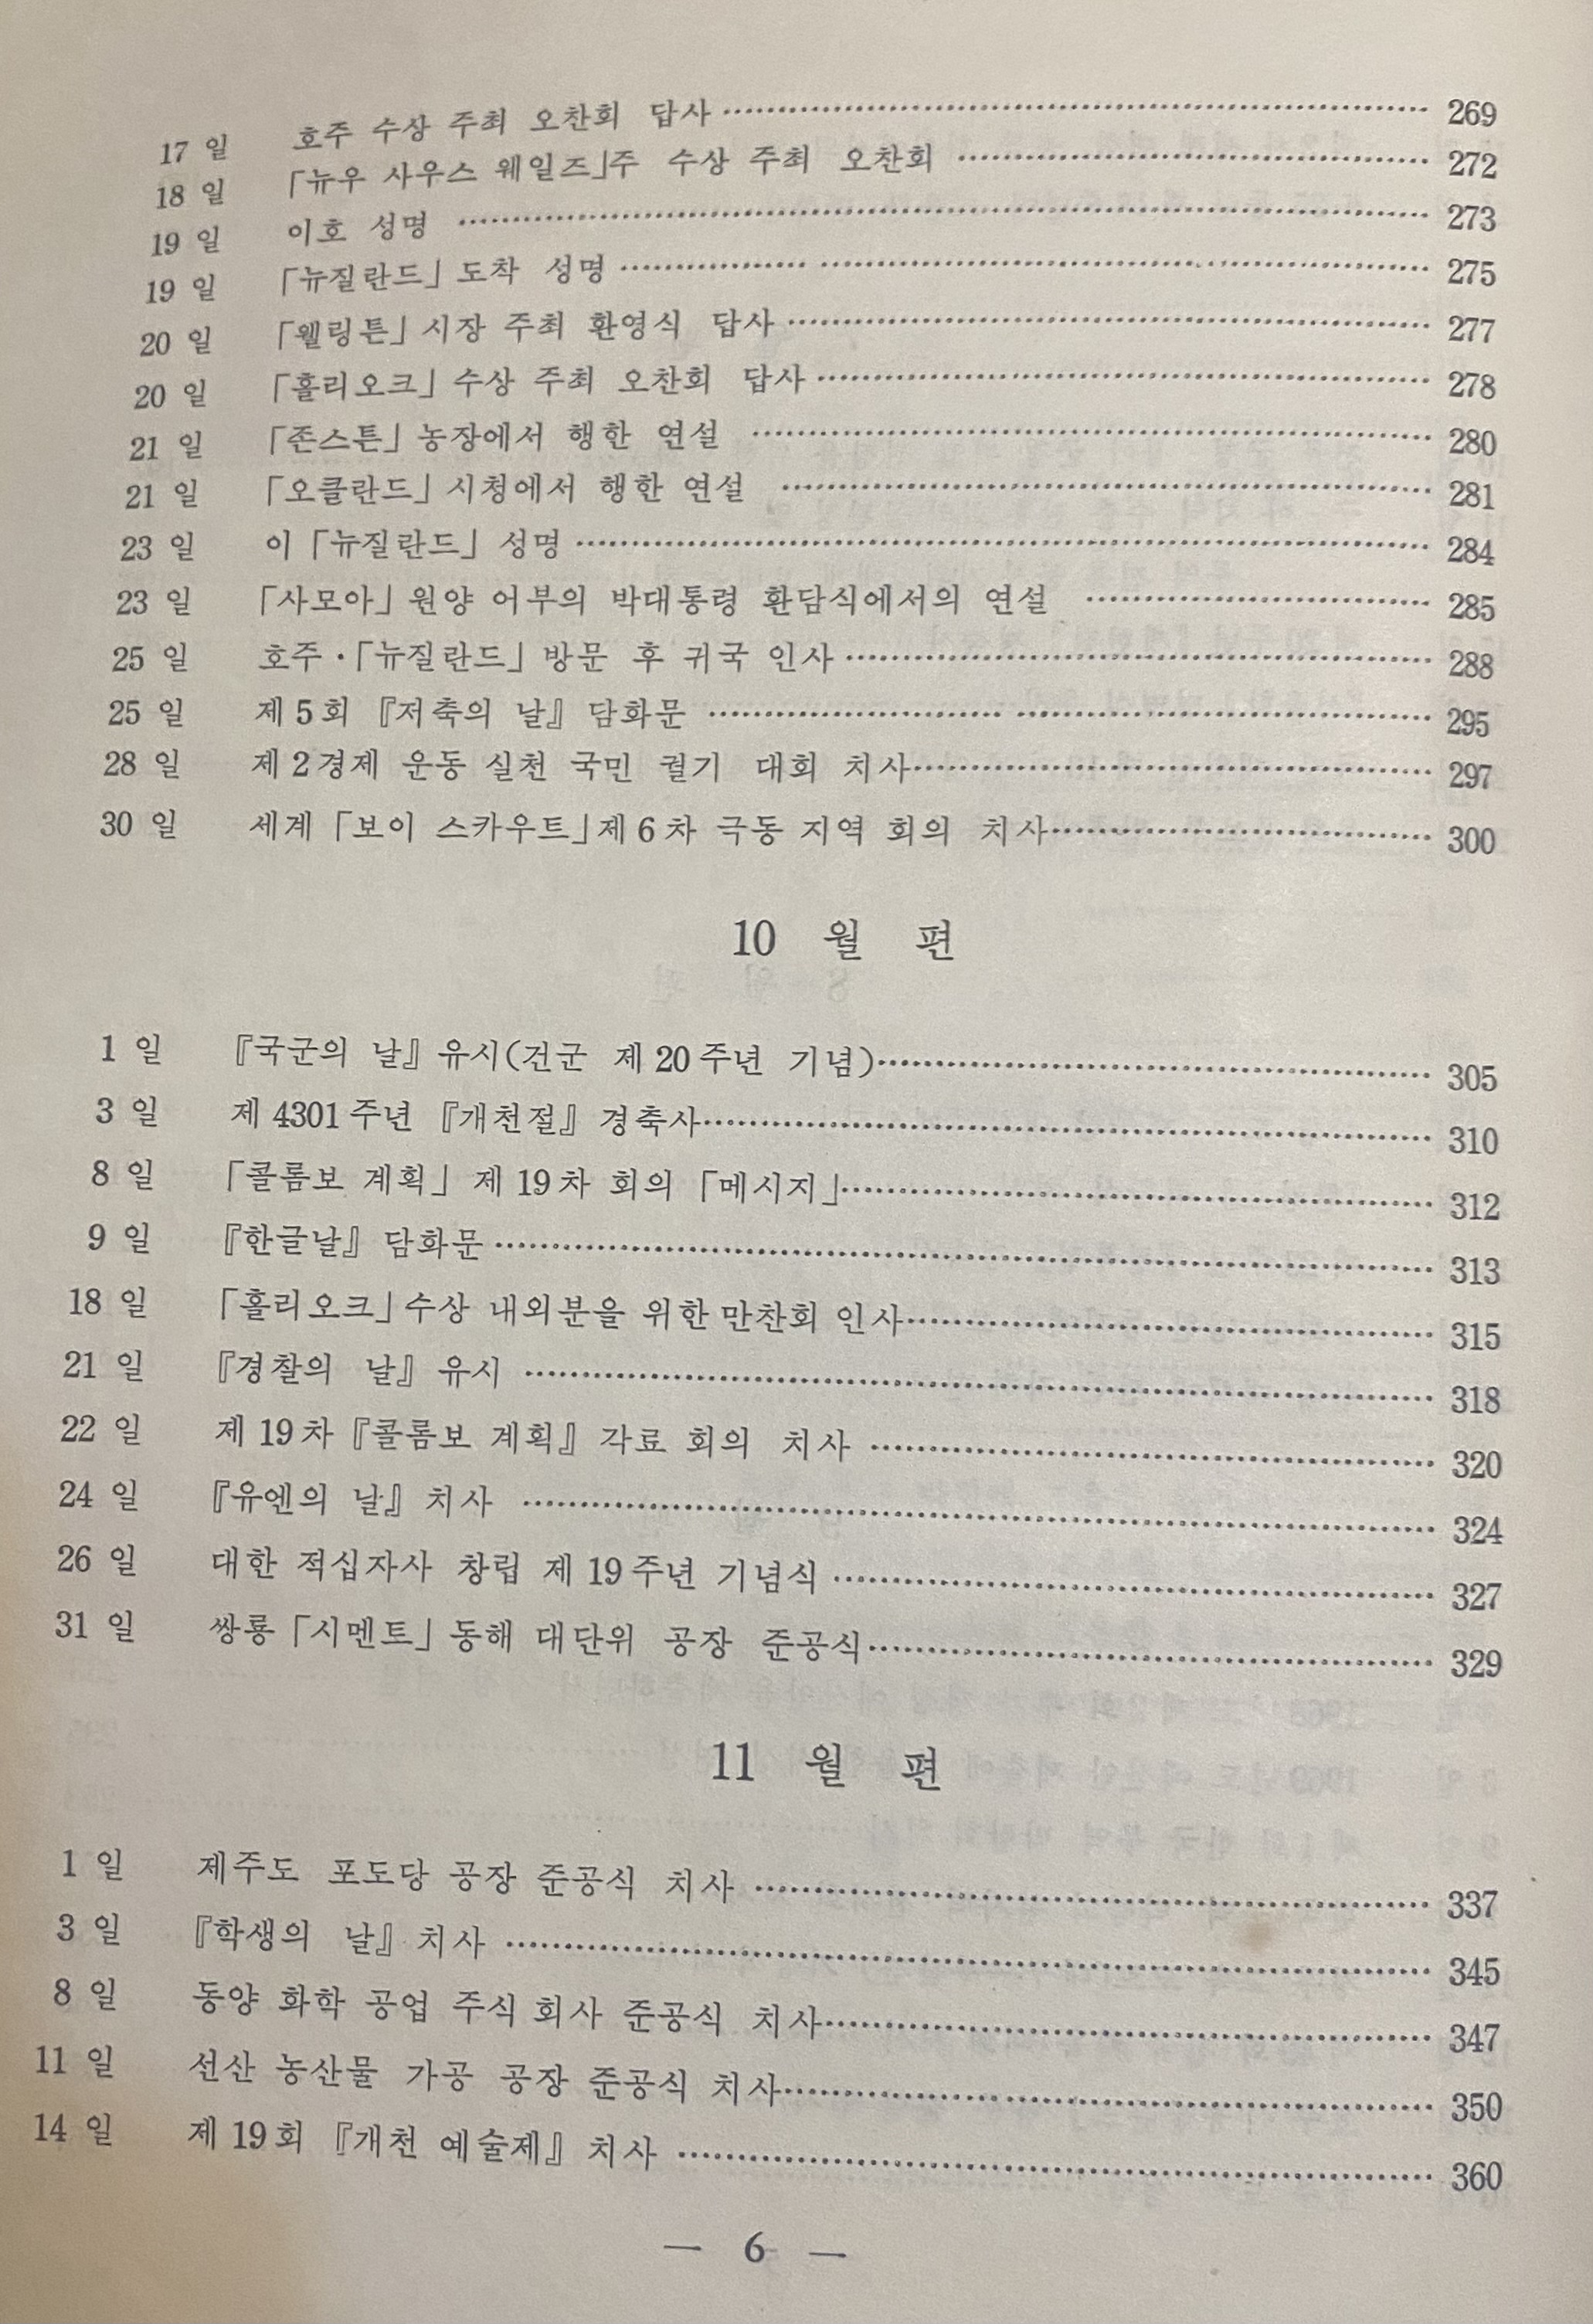 17 일 호주 수상 주최 오찬회 답사 269
18 일 「뉴우 사우스 웨일즈」주 수상 주최 오찬회 272
19 일 이호 성명 273
19 일 「뉴질란드」 도착 성명 275
20 일 「웰링튼」 시장 주최 환영식 답사 277
20 일 「홀리오크」 수상 주최 오찬회 답사 278
21 일 「존스튼」 농장에서 행한 연설 280
21 일 「오클란드」 시청에서 행한 연설 281
23 일 이 「뉴질란드」 성명 284
23 일 「사모아」 원양 어부의 박대통령 환담식에서의 연설 285
25 일 호주·「뉴질란드」 방문 후 귀국 인사 288
25 일 제 5 회 『저축의 날』 담화문 295
28 일 제 2 경제 운동 실천 국민 궐기 대회 치사 297
30 일 세계 「보이 스카우트」 제 6 차 극동 지역 회의 치사 300
10 월 편
1 일 『국군의 날』 유시(건군 제 20 주년 기념) 305
3 일 제 4301 주년 『개천절』 경축사 310
8 일 「콜롬보 계획」 제 19 차 회의 「메시지」 312
9 일 『한글날』 담화문 313
18 일 「홀리오크」 수상 내외분을 위한 만찬회 인사 315
21 일 『경찰의 날』 유시 318
22 일 제 19 차 『콜롬보 계획』 각료 회의 치사 320
24 일 『유엔의 날』 치사 324
26 일 대한 적십자사 창립 제 19 주년 기념식 327
31 일 쌍룡 「시멘트」 동해 대단위 공장 준공식 329
11 월 편
1 일 제주도 포도당 공장 준공식 치사 337
3 일 『학생의 날』 치사 345
8 일 동양 화학 공업 주식 회사 준공식 치사 347
11 일 선산 농산물 가공 공장 준공식 치사 350
14 일 제 19 회 『개천 예술제』 치사 360
— 6 —